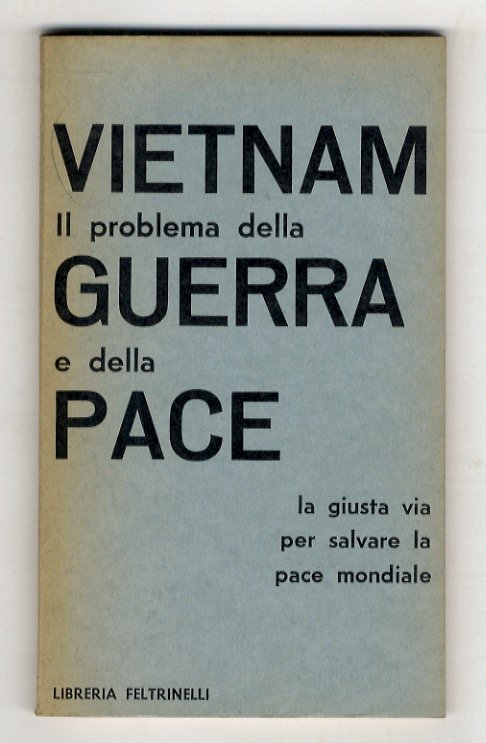 VIETNAM
Il problema della
GUERRA
e della
PACE
la giusta via
per salvare la
pace mondiale
LIBRERIA FELTRINELLI